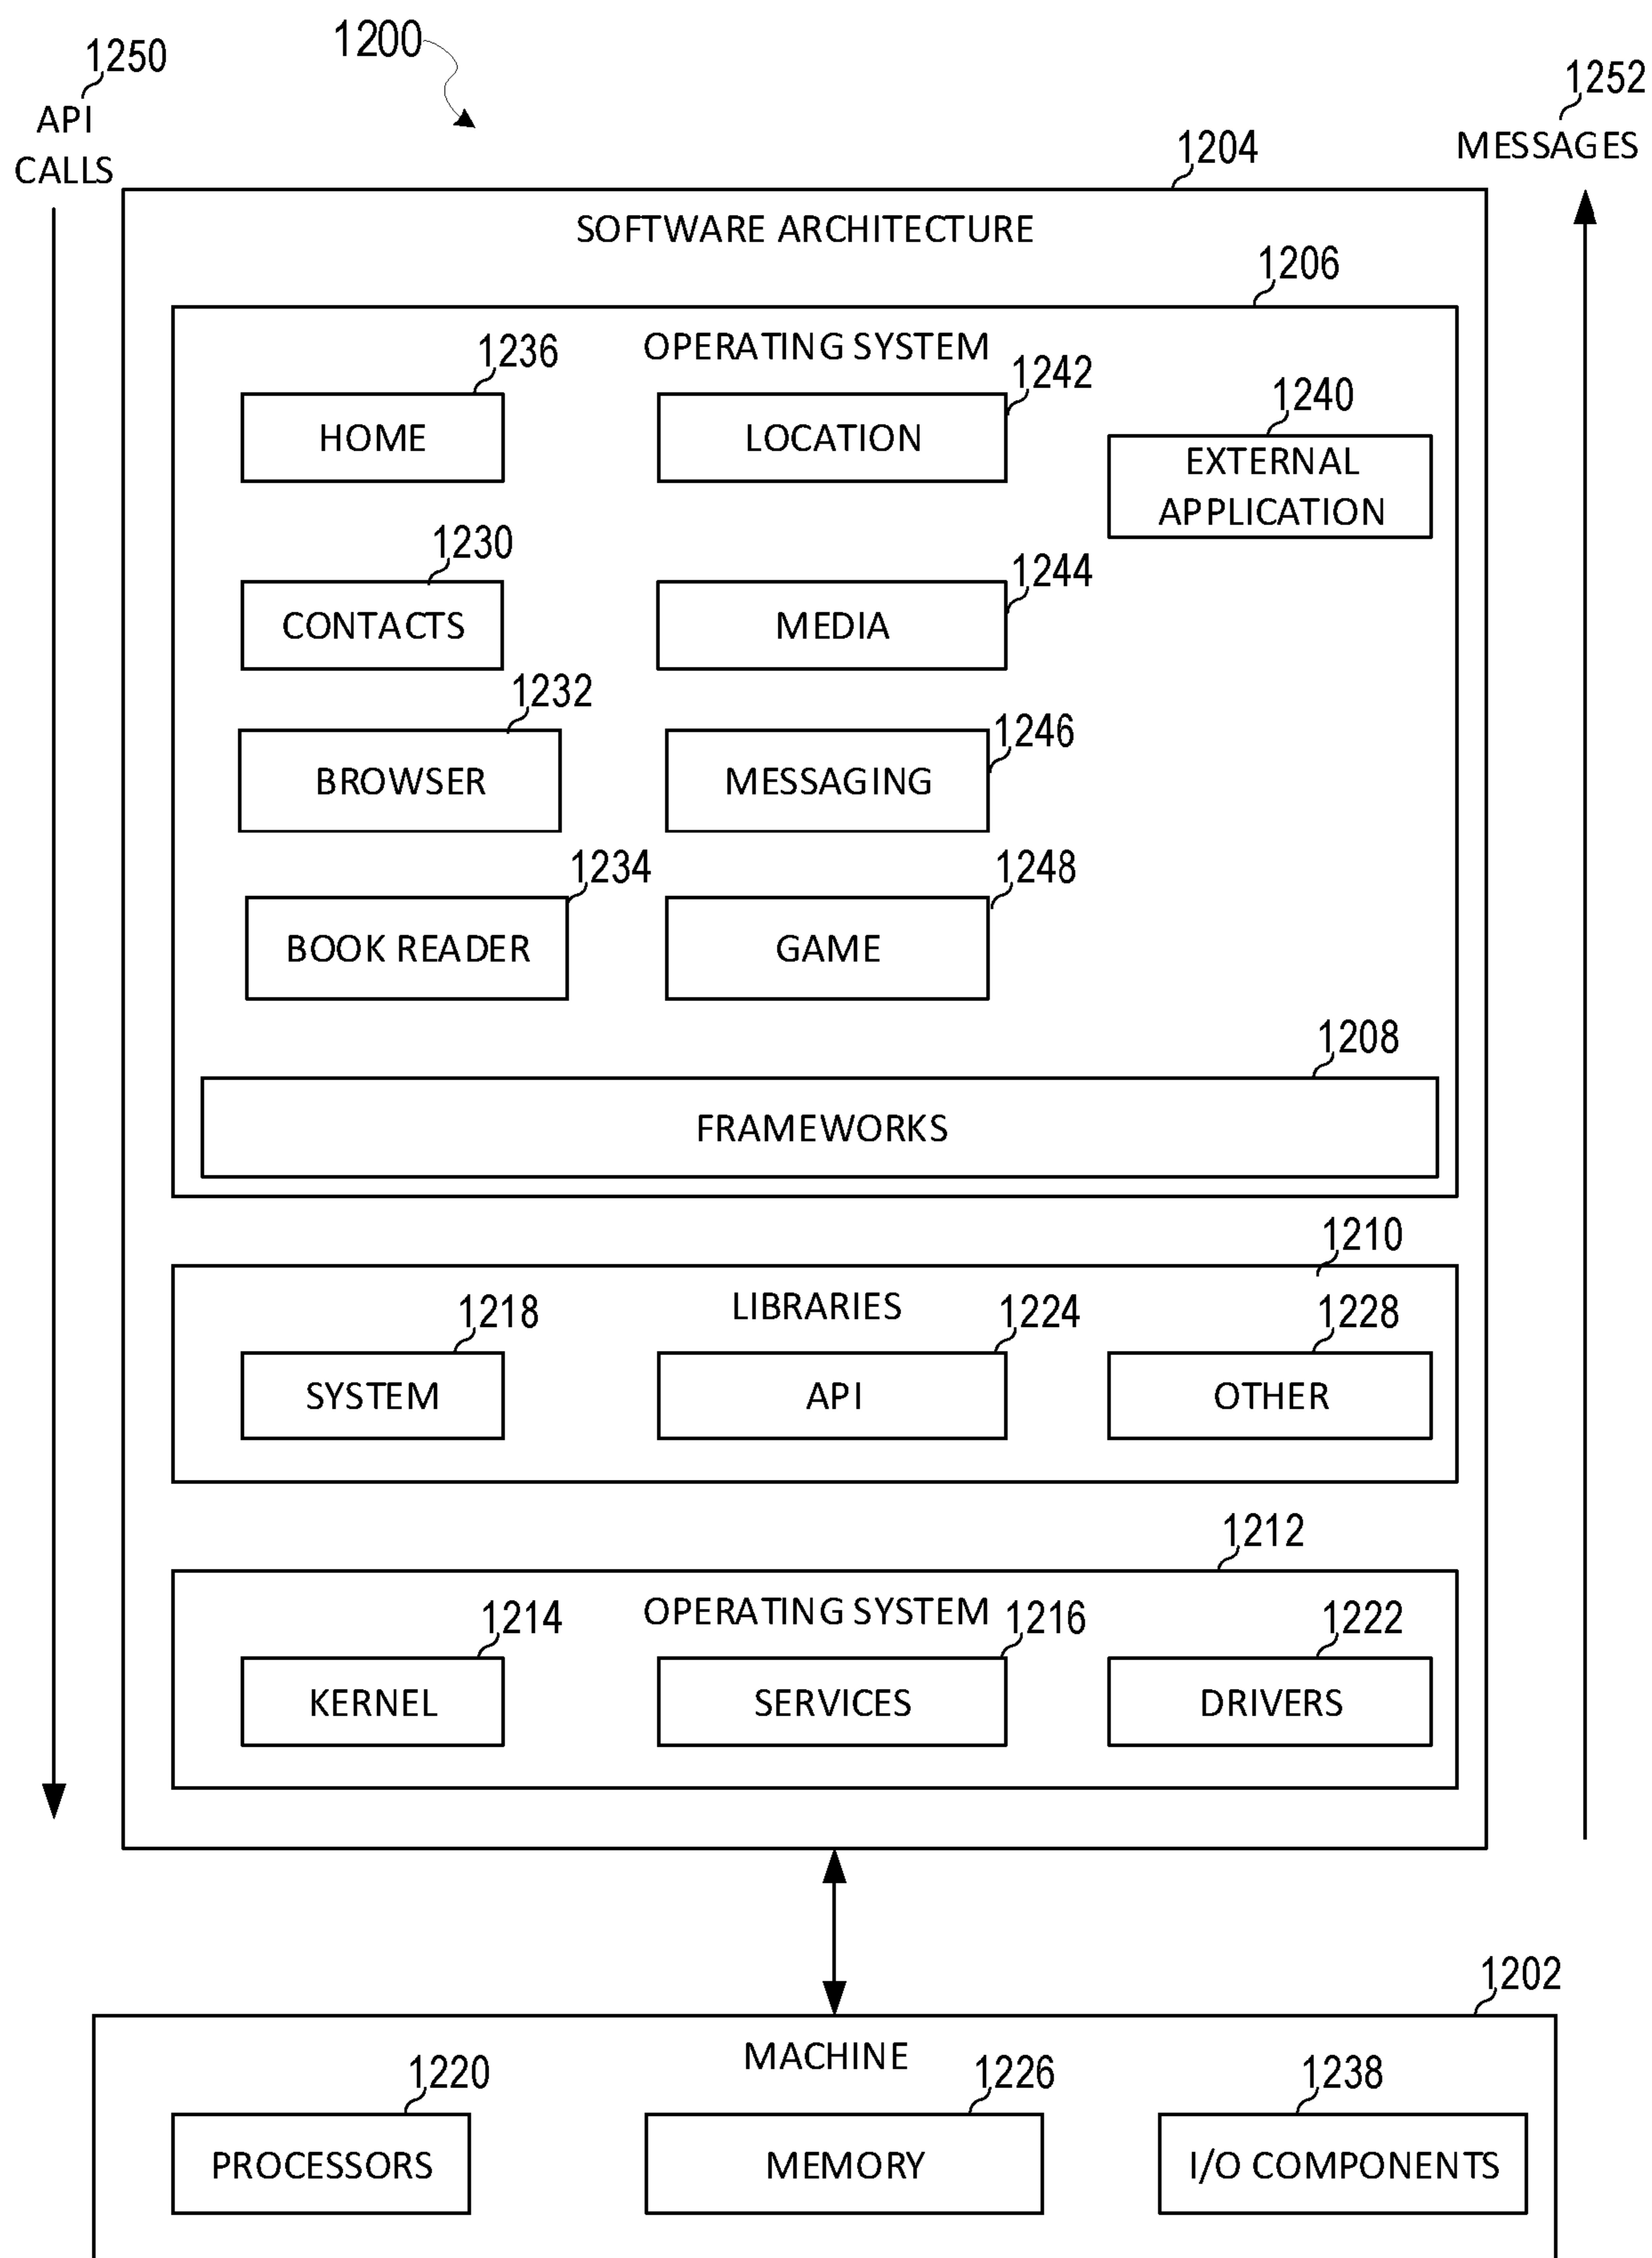 1200
1250
API
CALLS
1252
MESSAGES
1204
SOFTWARE ARCHITECTURE
1206
OPERATING SYSTEM
1236
HOME
1242
LOCATION
1240
EXTERNAL
APPLICATION
1230
CONTACTS
1244
MEDIA
1232
BROWSER
1246
MESSAGING
1234
BOOK READER
1248
GAME
1208
FRAMEWORKS
1210
LIBRARIES
1218
SYSTEM
1224
API
1228
OTHER
1212
OPERATING SYSTEM
1214
KERNEL
1216
SERVICES
1222
DRIVERS
1202
MACHINE
1220
PROCESSORS
1226
MEMORY
1238
I/O COMPONENTS